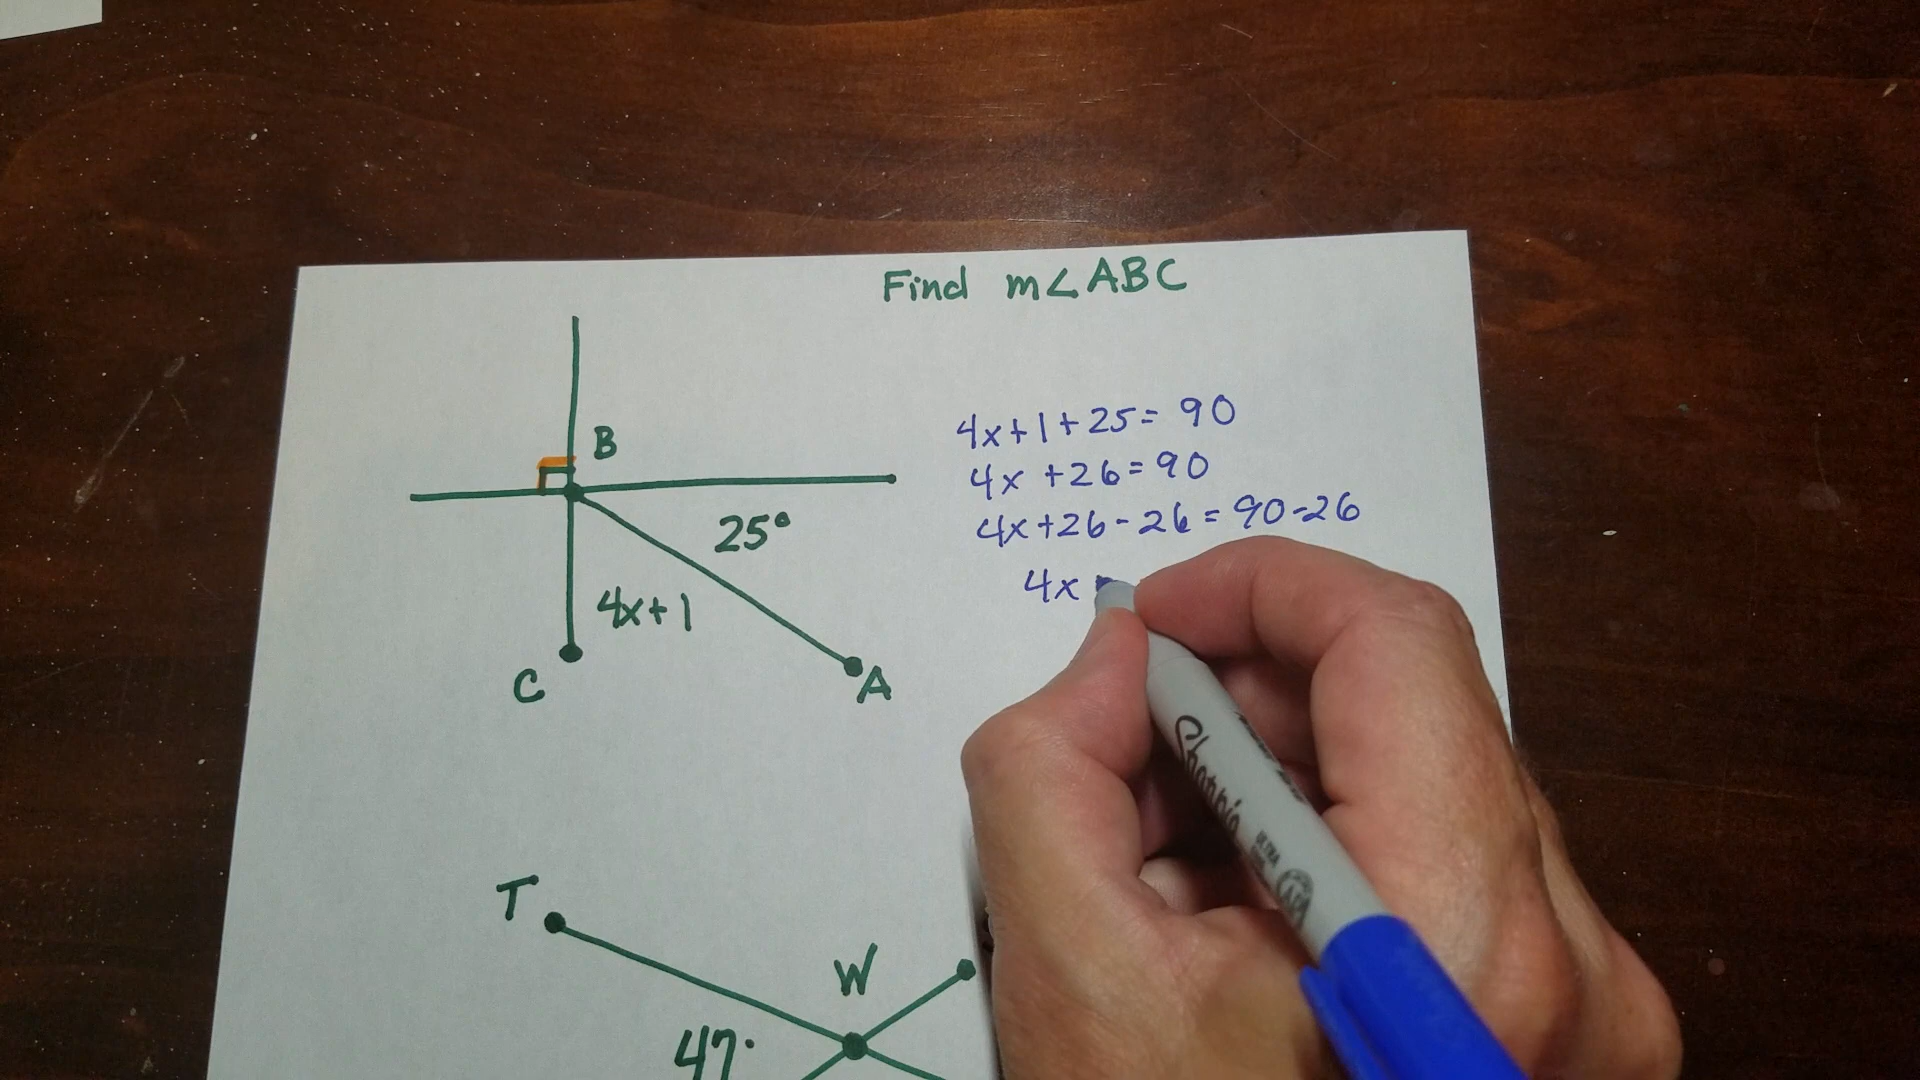 Find m∠ABC
B
4x+1+25=90
4x+26=90
4x+26-26=90-26
25°
4x+1
4x
C
A
Sharpie
ULTRA
T
W
47°